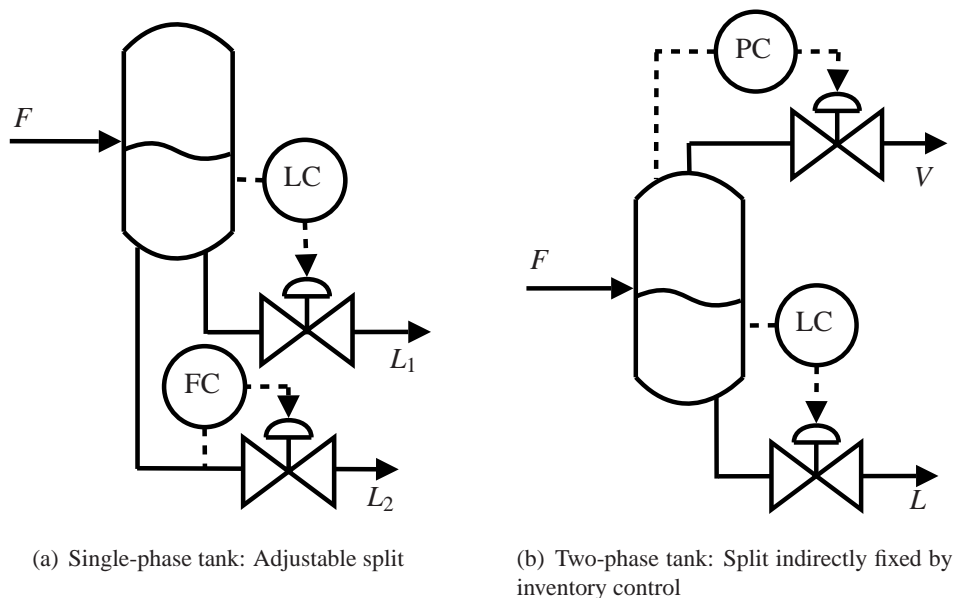 F
LC
L1
FC
L2
(a) Single-phase tank: Adjustable split
PC
V
F
LC
L
(b) Two-phase tank: Split indirectly fixed by
inventory control